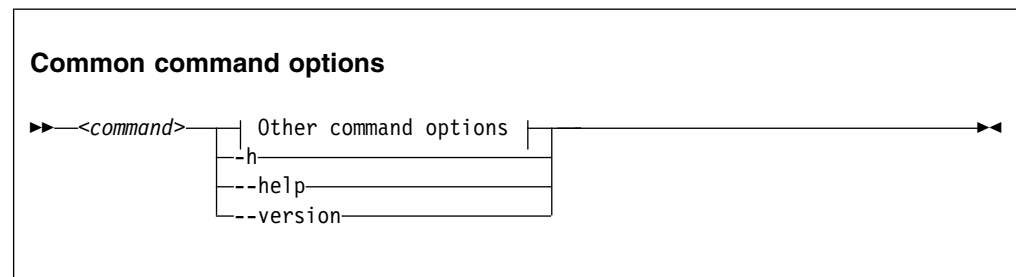 Common command options
<command> Other command options
-h
--help
--version